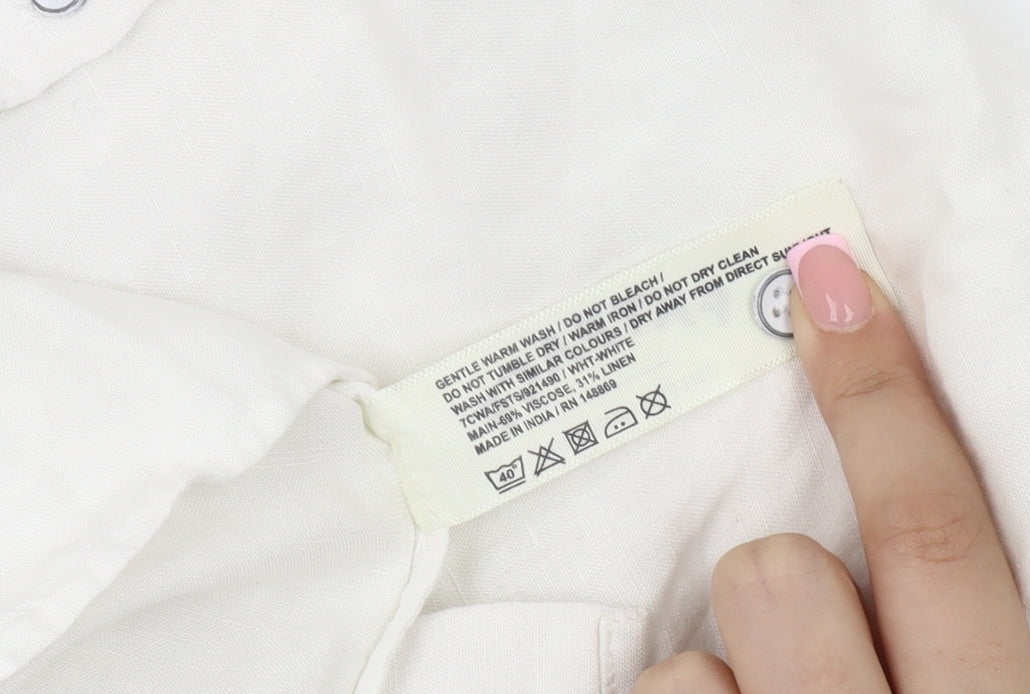 GENTLE WARM WASH / DO NOT BLEACH /
DO NOT TUMBLE DRY / WARM IRON / DO NOT DRY CLEAN
WASH WITH SIMILAR COLOURS / DRY AWAY FROM DIRECT
7CWA/FSTS/921490 / WHT-WHITE
MAIN-69% VISCOSE, 31% LINEN
MADE IN INDIA / RN 148869
40°